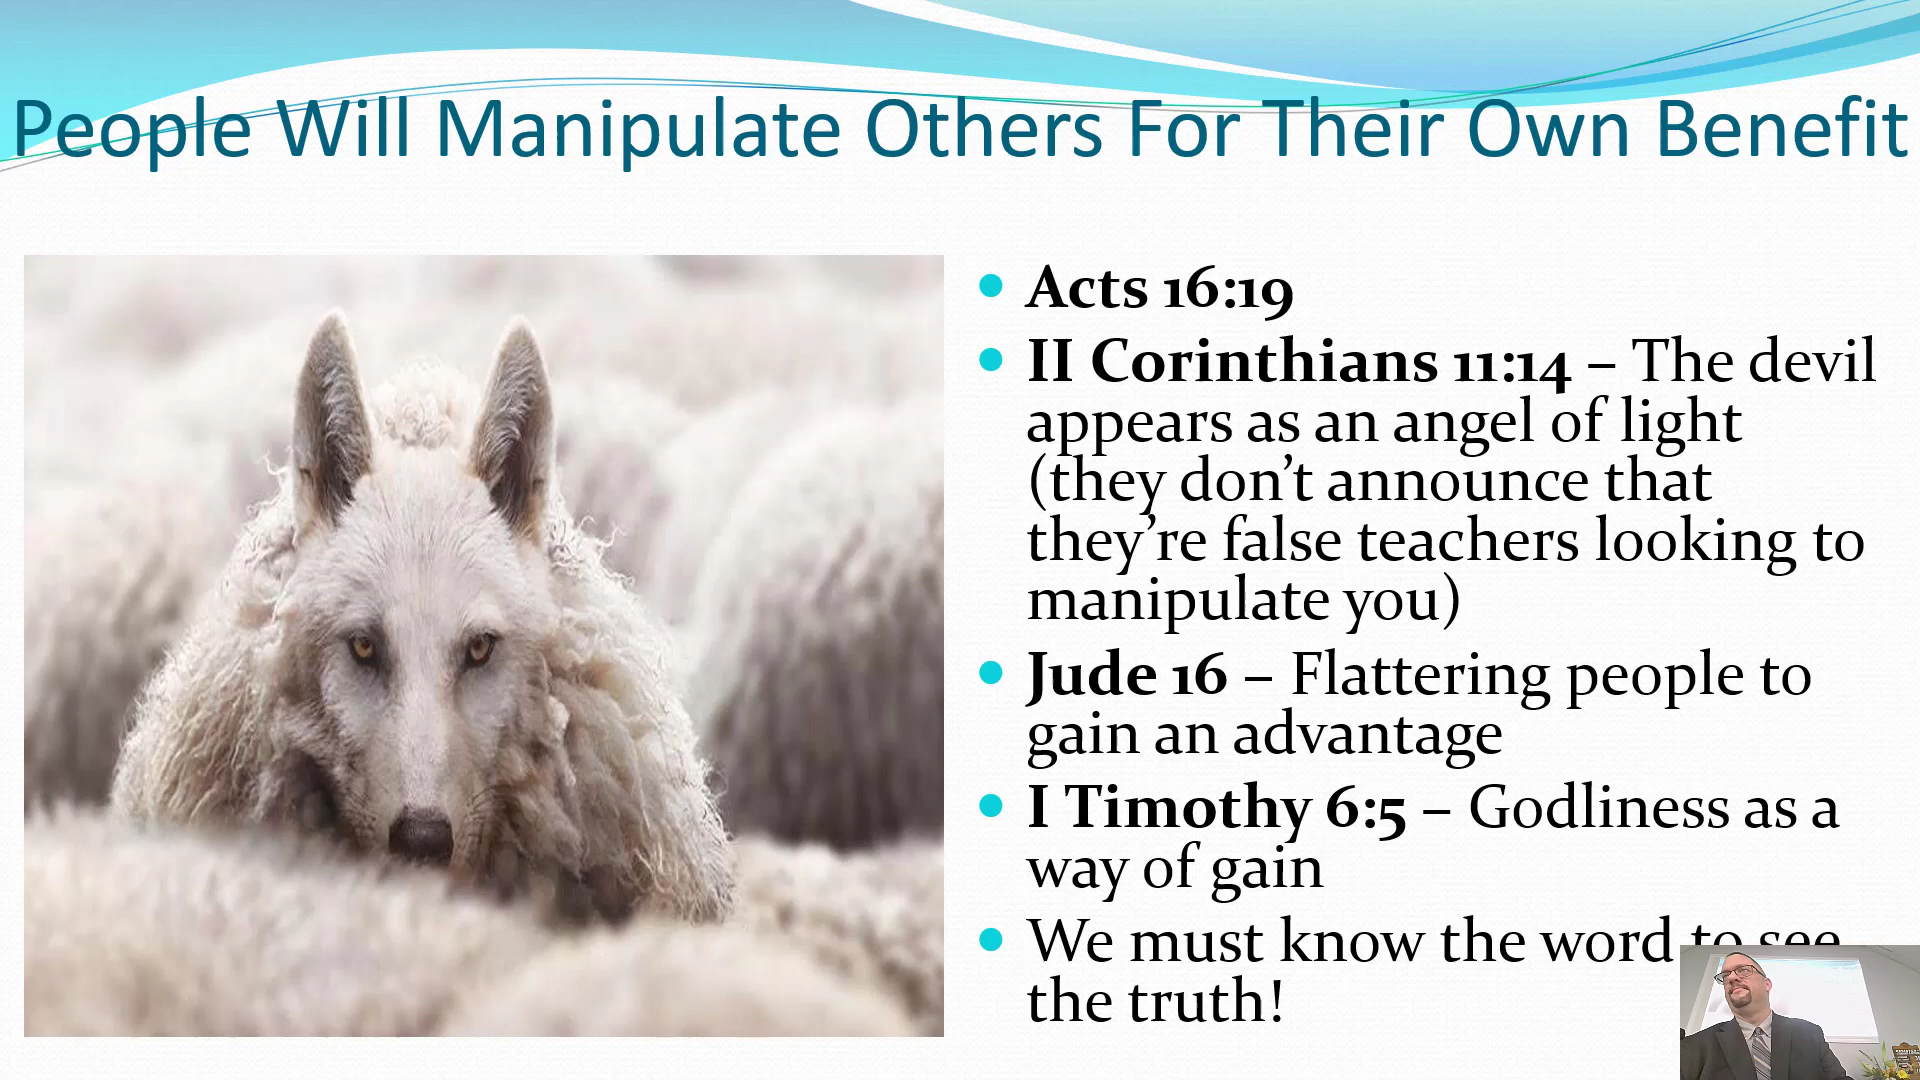 People Will Manipulate Others For Their Own Benefit
• Acts 16:19
• II Corinthians 11:14 – The devil
appears as an angel of light
(they don’t announce that
they’re false teachers looking to
manipulate you)
• Jude 16 – Flattering people to
gain an advantage
• I Timothy 6:5 – Godliness as a
way of gain
• We must know the word to see
the truth!